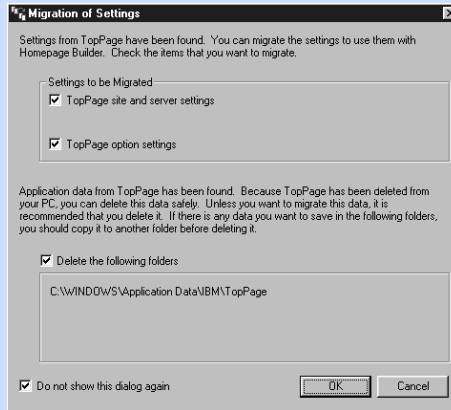 Migration of Settings
Settings from TopPage have been found. You can migrate the settings to use them with
Homepage Builder. Check the items that you want to migrate.
Settings to be Migrated
TopPage site and server settings
TopPage option settings
Application data from TopPage has been found. Because TopPage has been deleted from
your PC, you can delete this data safely. Unless you want to migrate this data, it is
recommended that you delete it. If there is any data you want to save in the following folders,
you should copy it to another folder before deleting it.
Delete the following folders
C:\WINDOWS\Application Data\IBM\TopPage
Do not show this dialog again
OK
Cancel